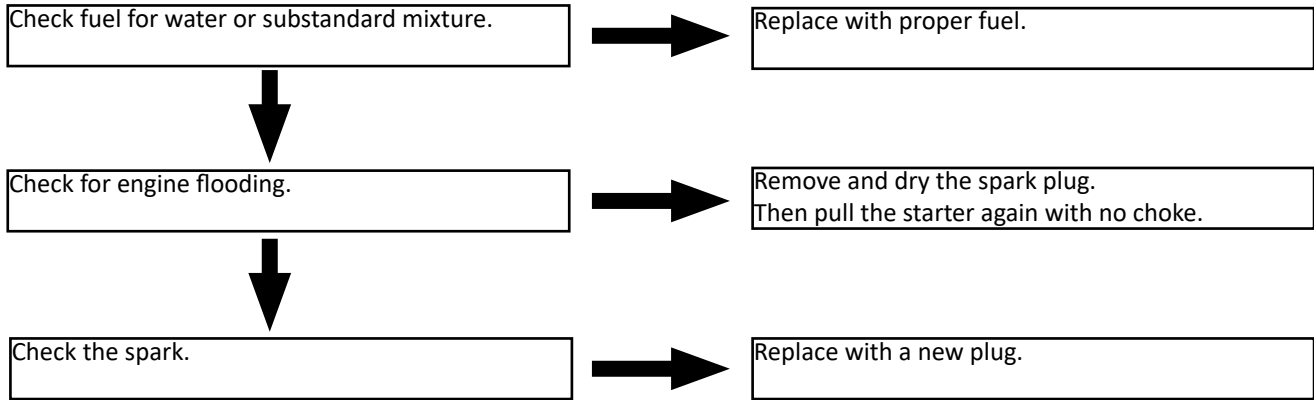 Check fuel for water or substandard mixture.
Replace with proper fuel.
Check for engine flooding.
Remove and dry the spark plug.
Then pull the starter again with no choke.
Check the spark.
Replace with a new plug.